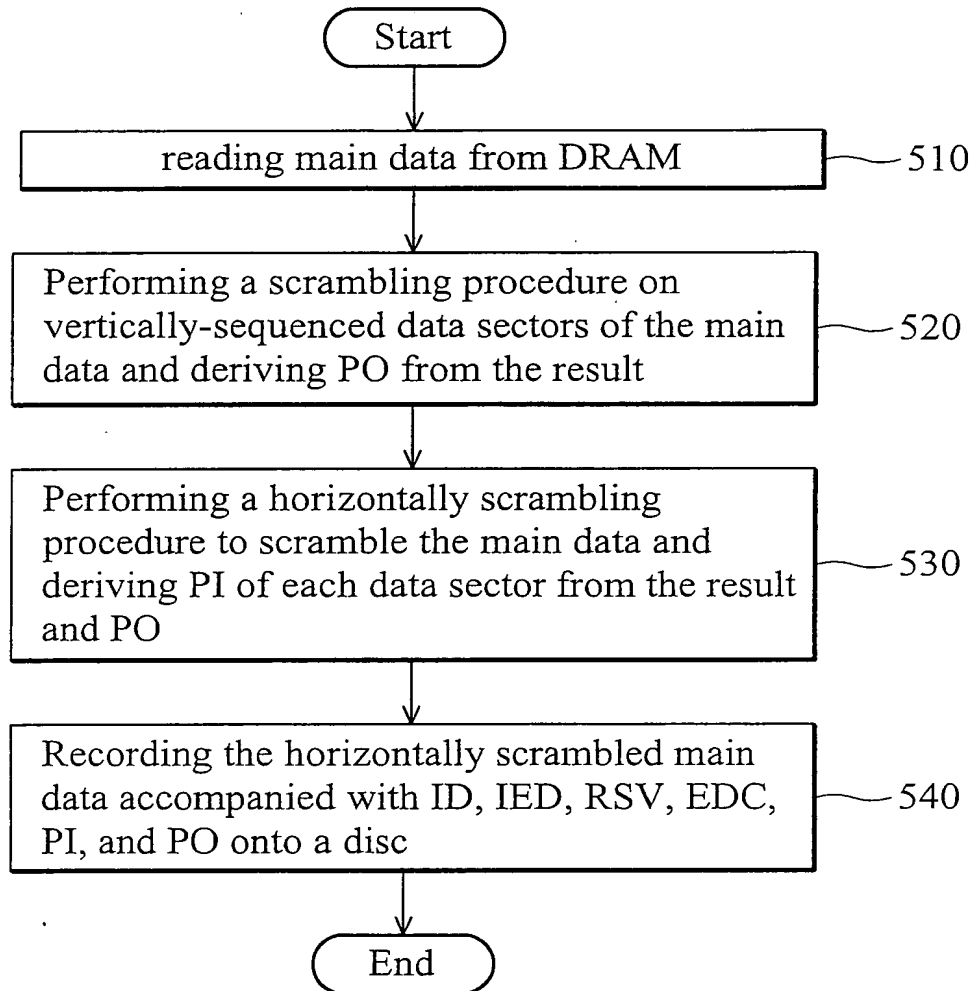 Start
reading main data from DRAM
510
Performing a scrambling procedure on
vertically-sequenced data sectors of the main
data and deriving PO from the result
520
Performing a horizontally scrambling
procedure to scramble the main data and
deriving PI of each data sector from the result
and PO
530
Recording the horizontally scrambled main
data accompanied with ID, IED, RSV, EDC,
PI, and PO onto a disc
540
End